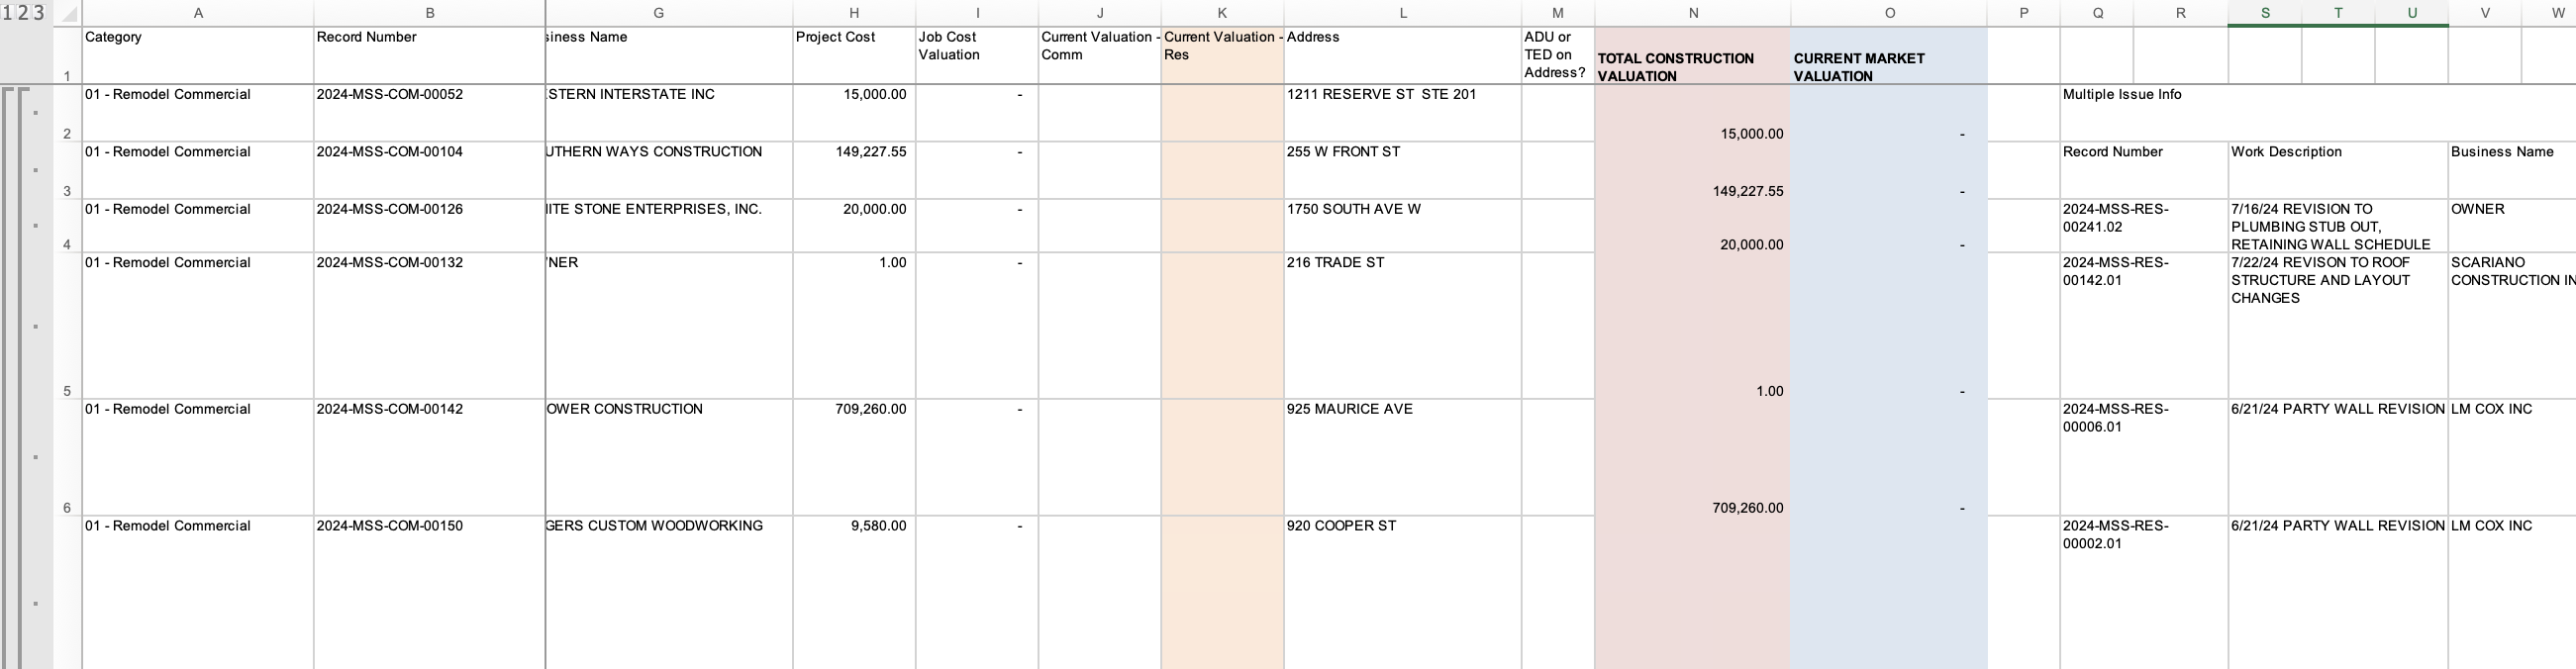 1 2 3 A B G H I J K L M N O P Q R S T U V W
Category Record Number siness Name Project Cost Job Cost Current Valuation - Current Valuation - Address ADU or
Valuation Comm Res TED on TOTAL CONSTRUCTION CURRENT MARKET
1 Address? VALUATION VALUATION
01 - Remodel Commercial 2024-MSS-COM-00052 STERN INTERSTATE INC 15,000.00 - 1211 RESERVE ST STE 201 Multiple Issue Info
2 15,000.00 -
01 - Remodel Commercial 2024-MSS-COM-00104 UTHERN WAYS CONSTRUCTION 149,227.55 - 255 W FRONT ST Record Number Work Description Business Name
3 149,227.55 -
01 - Remodel Commercial 2024-MSS-COM-00126 ITE STONE ENTERPRISES, INC. 20,000.00 - 1750 SOUTH AVE W 2024-MSS-RES- 7/16/24 REVISION TO OWNER
00241.02 PLUMBING STUB OUT,
4 20,000.00 - RETAINING WALL SCHEDULE
01 - Remodel Commercial 2024-MSS-COM-00132 NER 1.00 - 216 TRADE ST 2024-MSS-RES- 7/22/24 REVISON TO ROOF SCARIANO
00142.01 STRUCTURE AND LAYOUT CONSTRUCTION IN
CHANGES
5 1.00 -
01 - Remodel Commercial 2024-MSS-COM-00142 OWER CONSTRUCTION 709,260.00 - 925 MAURICE AVE 2024-MSS-RES- 6/21/24 PARTY WALL REVISION LM COX INC
00006.01
6 709,260.00 -
01 - Remodel Commercial 2024-MSS-COM-00150 GERS CUSTOM WOODWORKING 9,580.00 - 920 COOPER ST 2024-MSS-RES- 6/21/24 PARTY WALL REVISION LM COX INC
00002.01